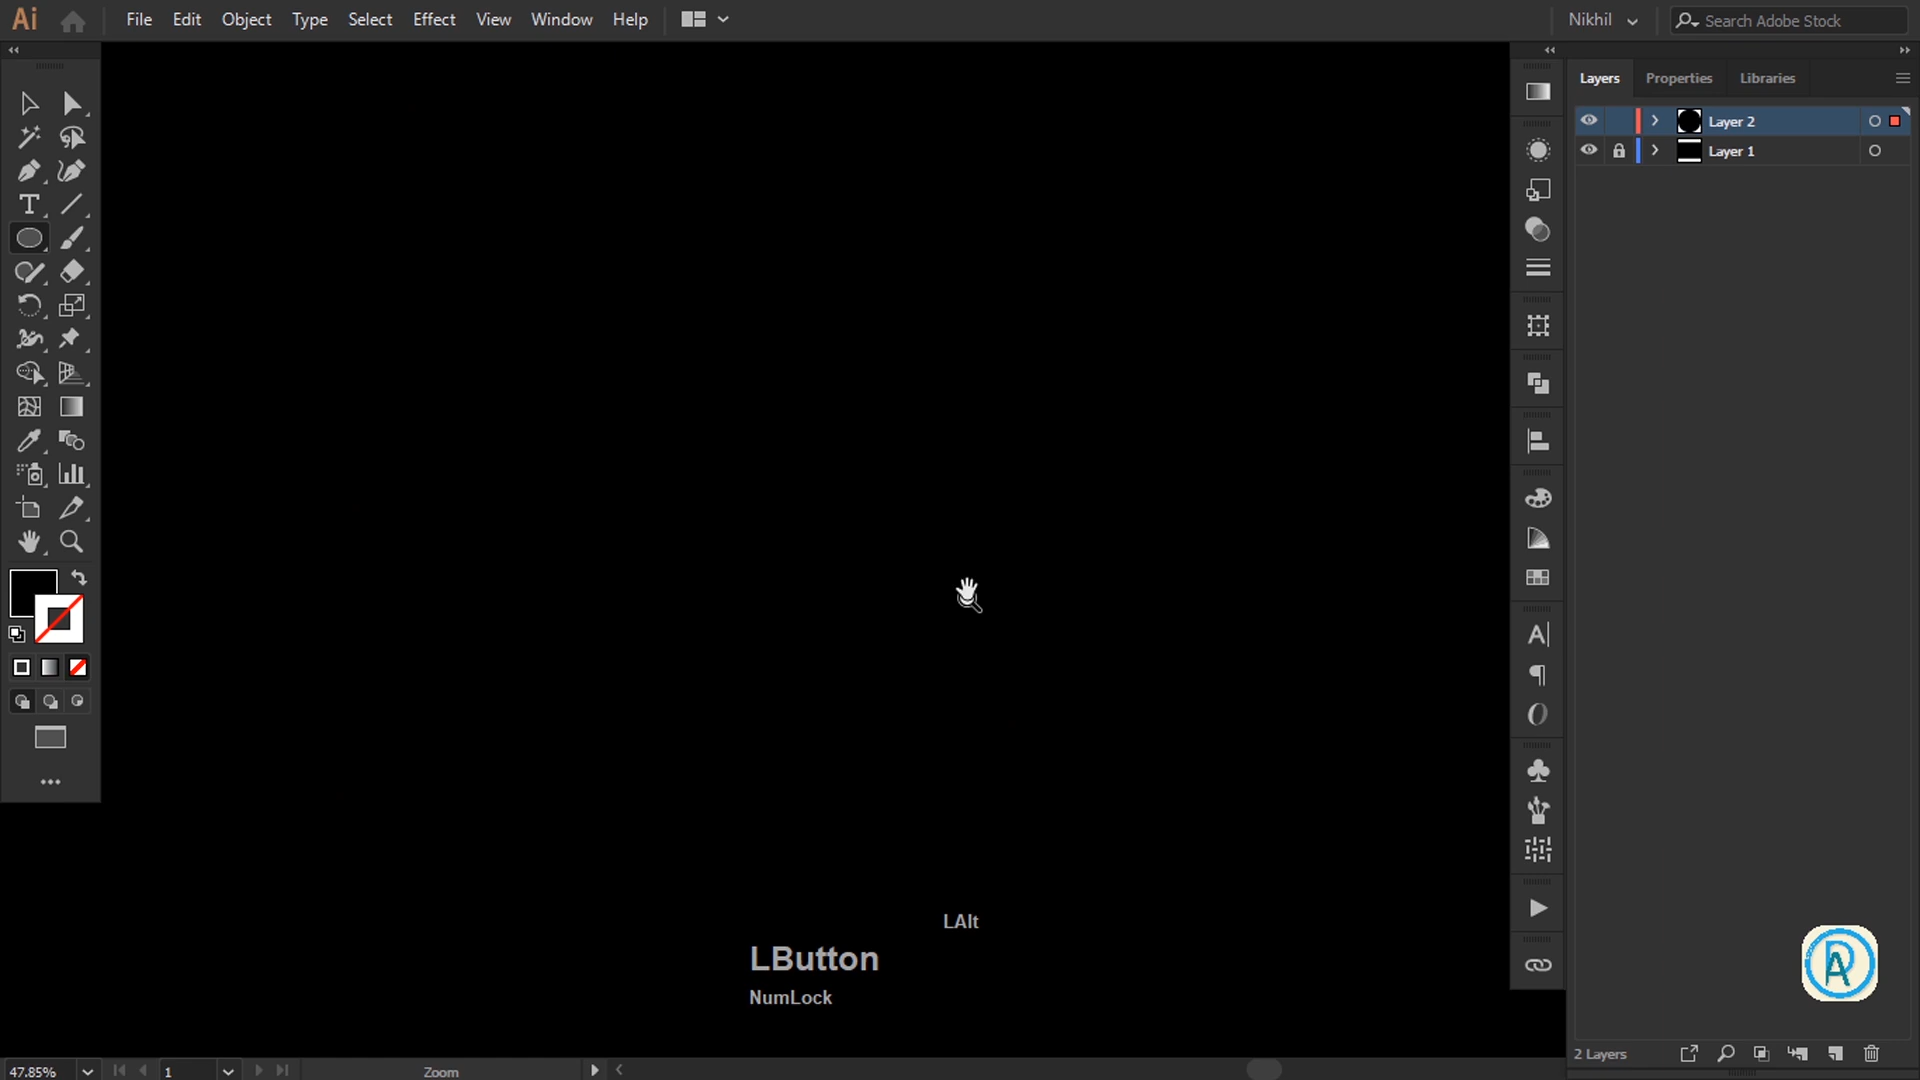 Ai File Edit Object Type Select Effect View Window Help Nikhil Search Adobe Stock
Layers Properties Libraries
Layer 2
Layer 1
LAlt
LButton
NumLock
2 Layers
47.85% 1 Zoom